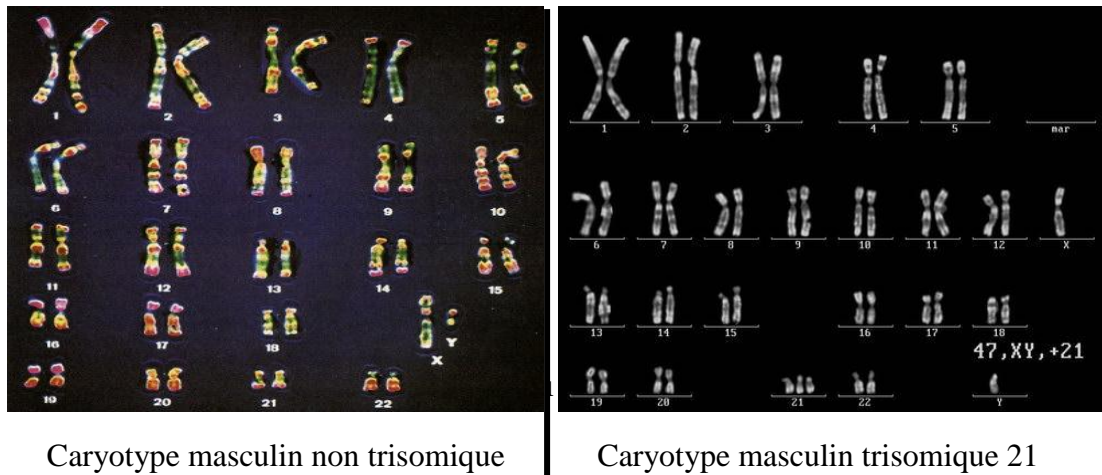 1 2 3 4 5
6 7 8 9 10
11 12 13 14 15
16 17 18 X Y
19 20 21 22
1 2 3 4 5 mar
6 7 8 9 10 11 12 X
13 14 15 16 17 18
47,XY,+21
19 20 21 22 Y
Caryotype masculin non trisomique
Caryotype masculin trisomique 21